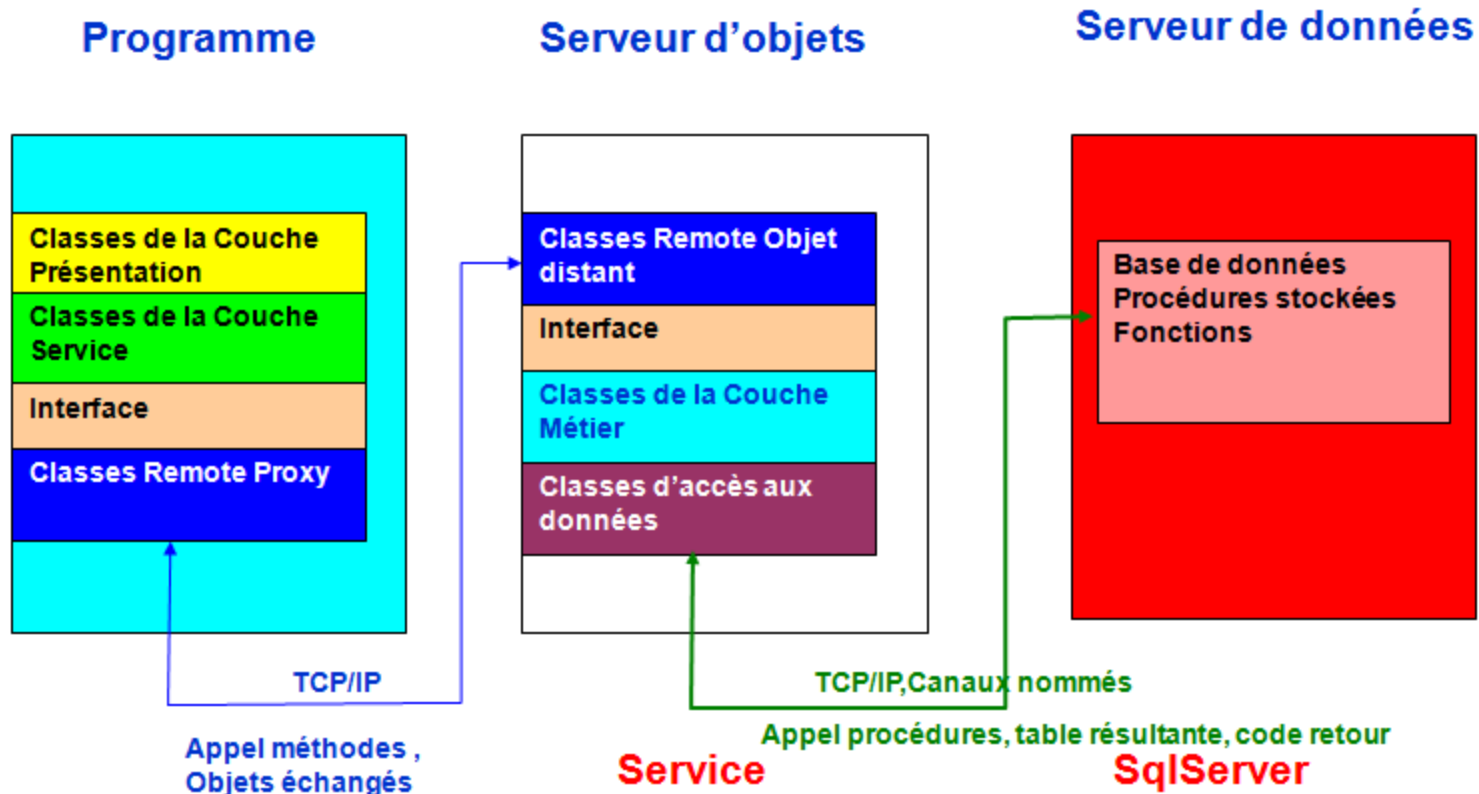 Programme
Serveur d'objets
Serveur de données
Classes de la Couche
Présentation
Classes de la Couche
Service
Interface
Classes Remote Proxy
Classes Remote Objet
distant
Interface
Classes de la Couche
Métier
Classes d'accès aux
données
Base de données
Procédures stockées
Fonctions
TCP/IP
Appel méthodes ,
Objets échangés
TCP/IP,Canaux nommés
Appel procédures, table résultante, code retour
Service
SqlServer